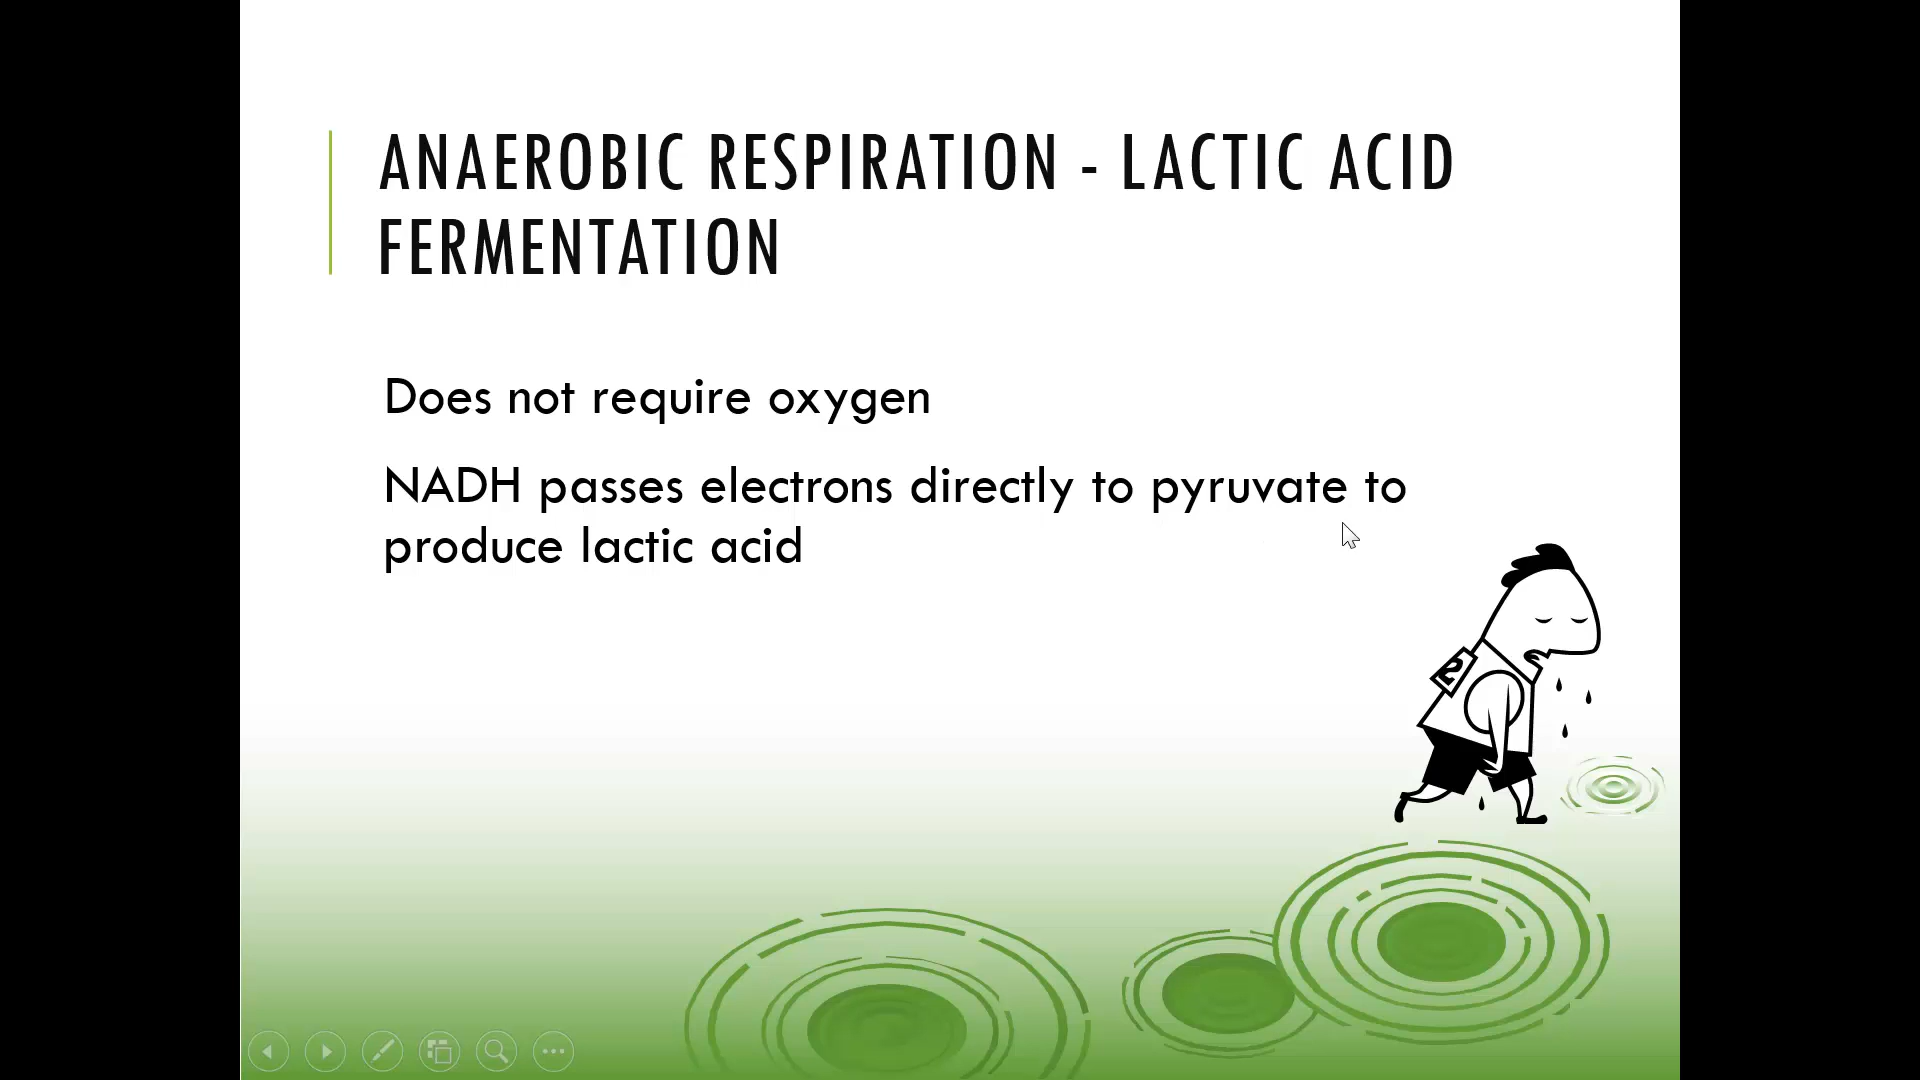 ANAEROBIC RESPIRATION - LACTIC ACID
FERMENTATION
Does not require oxygen
NADH passes electrons directly to pyruvate to
produce lactic acid
2